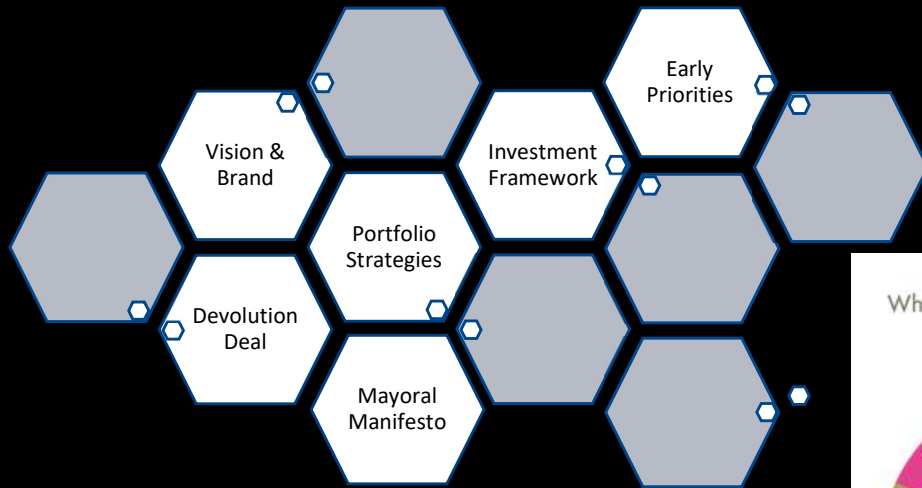 Early
Priorities
Vision &
Brand
Investment
Framework
Portfolio
Strategies
Devolution
Deal
Mayoral
Manifesto